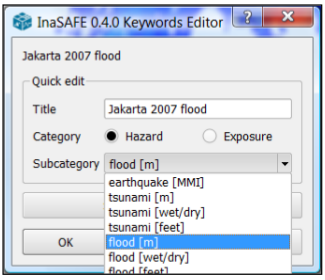 InaSAFE 0.4.0 Keywords Editor
Jakarta 2007 flood
Quick edit
Title Jakarta 2007 flood
Category Hazard Exposure
Subcategory flood [m]
earthquake [MMI]
tsunami [m]
tsunami [wet/dry]
tsunami [feet]
flood [m]
OK flood [wet/dry]
flood [feet]